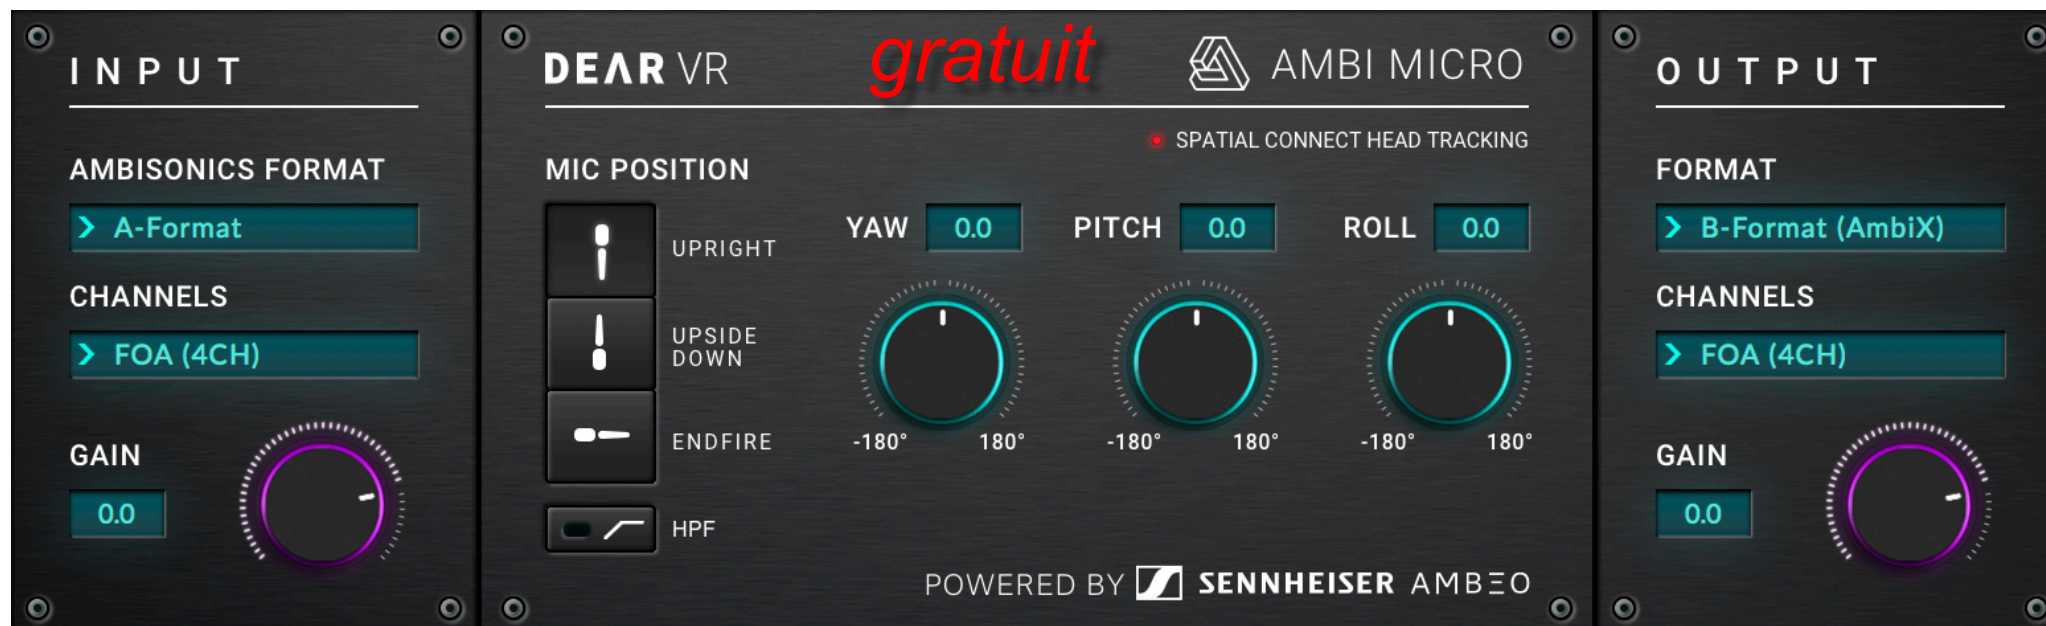 INPUT
AMBISONICS FORMAT
A-Format
CHANNELS
FOA (4CH)
GAIN
0.0
DEAR VR
gratuit
AMBI MICRO
SPATIAL CONNECT HEAD TRACKING
MIC POSITION
UPRIGHT
UPSIDE
DOWN
ENDFIRE
HPF
YAW 0.0
-180° 180°
PITCH 0.0
-180° 180°
ROLL 0.0
-180° 180°
POWERED BY SENNHEISER AMBEO
OUTPUT
FORMAT
B-Format (AmbiX)
CHANNELS
FOA (4CH)
GAIN
0.0